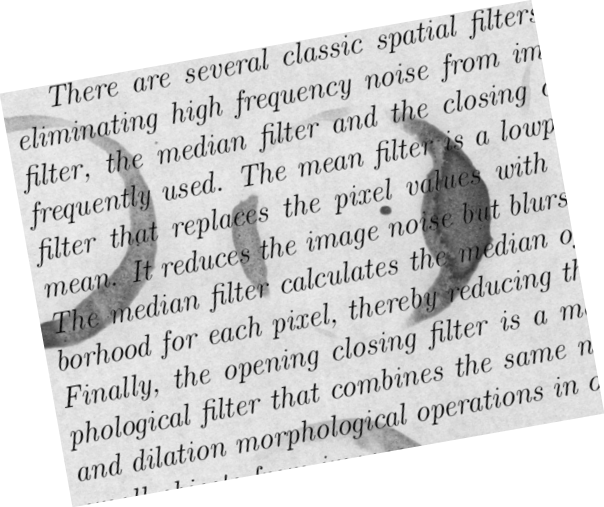 There are several classic spatial filters
eliminating high frequency noise from im
filter, the median filter and the closing
frequently used. The mean filter is a lowp
filter that replaces the pixel values with
mean. It reduces the image noise but blurs
The median filter calculates the median o
borhood for each pixel, thereby reducing th
Finally, the opening closing filter is a m
phological filter that combines the same n
and dilation morphological operations in o